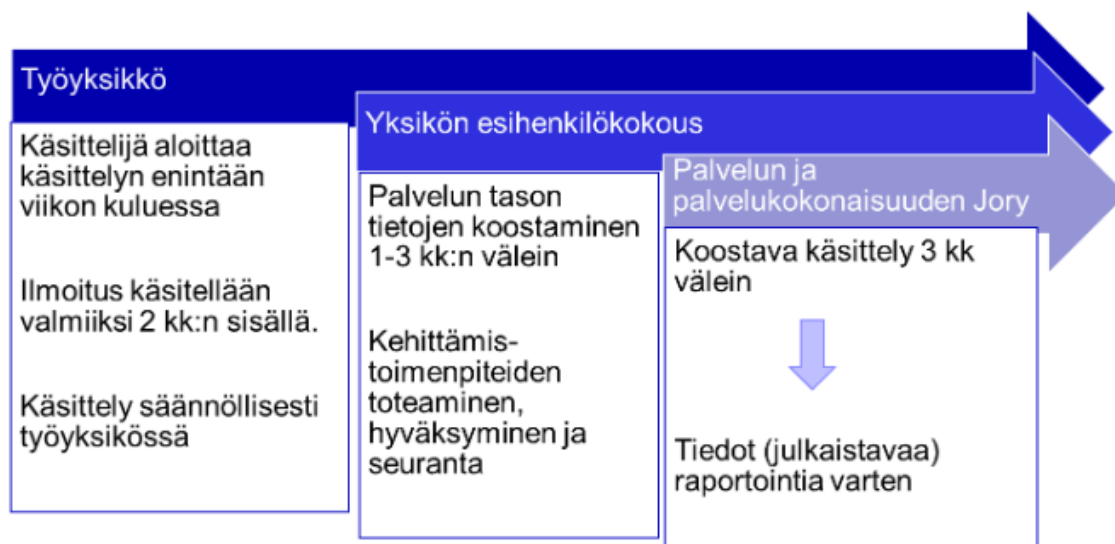 Työyksikkö
Käsittelijä aloittaa
käsittelyn enintään
viikon kuluessa
Ilmoitus käsitellään
valmiiksi 2 kk:n sisällä.
Käsittely säännöllisesti
työyksikössä
Yksikön esihenkilökokous
Palvelun tason
tietojen koostaminen
1-3 kk:n välein
Kehittämis-
toimenpiteiden
toteaminen,
hyväksyminen ja
seuranta
Palvelun ja
palvelukokonaisuuden Jory
Koostava käsittely 3 kk
välein
Tiedot (julkaistavaa)
raportointia varten